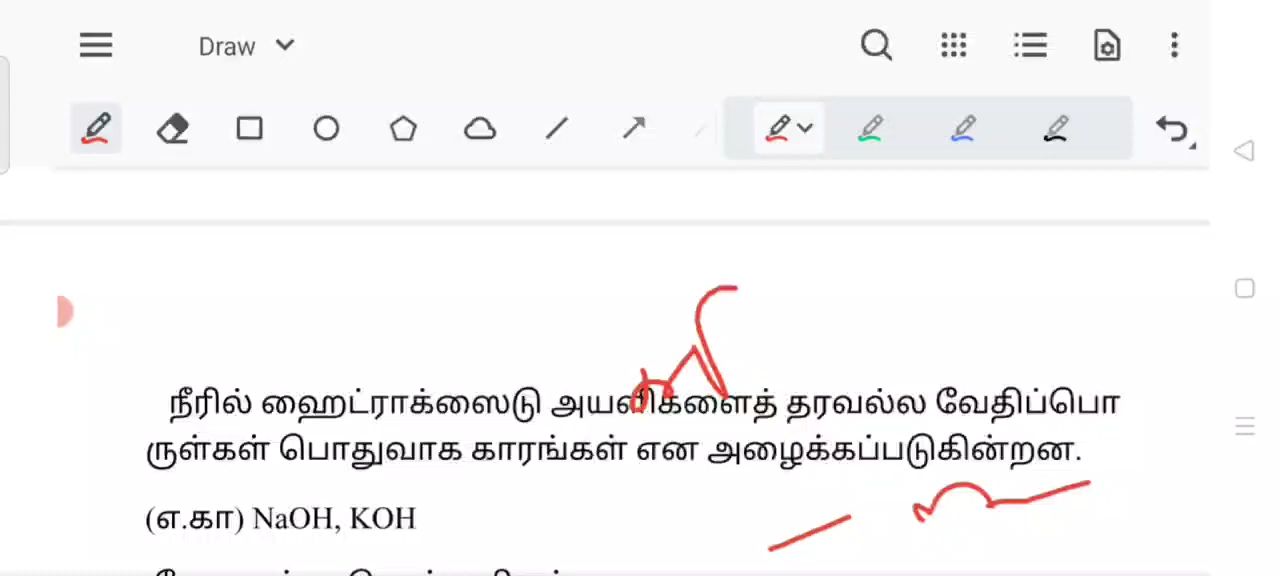 Draw
நீரில் ஹைட்ராக்ஸைடு அயனிகளைத் தரவல்ல வேதிப்பொ
ருள்கள் பொதுவாக காரங்கள் என அழைக்கப்படுகின்றன.
(எ.கா) NaOH, KOH